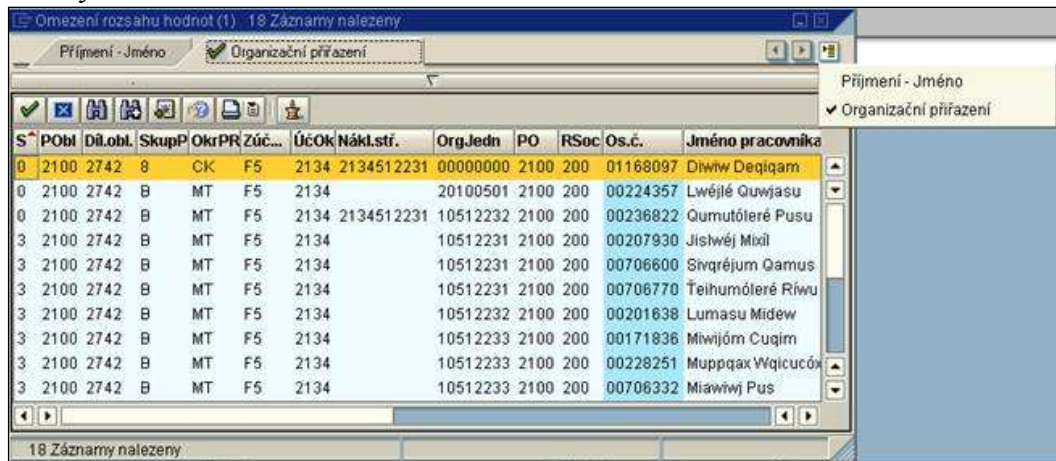 Omezení rozsahu hodnot (1) 18 Záznamy nalezeny
Příjmení - Jméno Organizační přiřazení
Příjmení - Jméno
Organizační přiřazení
S PObl Díl.obl. SkupP OkrPR Zúč... ÚčOk Nákl.stř. Org.Jedn PO RSoc Os.č. Jméno pracovníka
0 2100 2742 8 CK F5 2134 2134512231 00000000 2100 200 01168097 Diwiw Deqiqam
0 2100 2742 B MT F5 2134 20100501 2100 200 00224357 Lwéjlé Quwjasu
0 2100 2742 B MT F5 2134 2134512231 10512232 2100 200 00236822 Qumutóleré Pusu
3 2100 2742 B MT F5 2134 10512231 2100 200 00207930 Jislwéj Mixíl
3 2100 2742 B MT F5 2134 10512231 2100 200 00706600 Sivqréjum Qamus
3 2100 2742 B MT F5 2134 10512231 2100 200 00706770 Ťeihumóleré Ríwu
3 2100 2742 B MT F5 2134 10512232 2100 200 00201638 Lumasu Midew
3 2100 2742 B MT F5 2134 10512233 2100 200 00171836 Miwijóm Cuqim
3 2100 2742 B MT F5 2134 10512233 2100 200 00228251 Muppqax Wqicucóx
3 2100 2742 B MT F5 2134 10512233 2100 200 00706332 Miawiwj Pus
18 Záznamy nalezeny